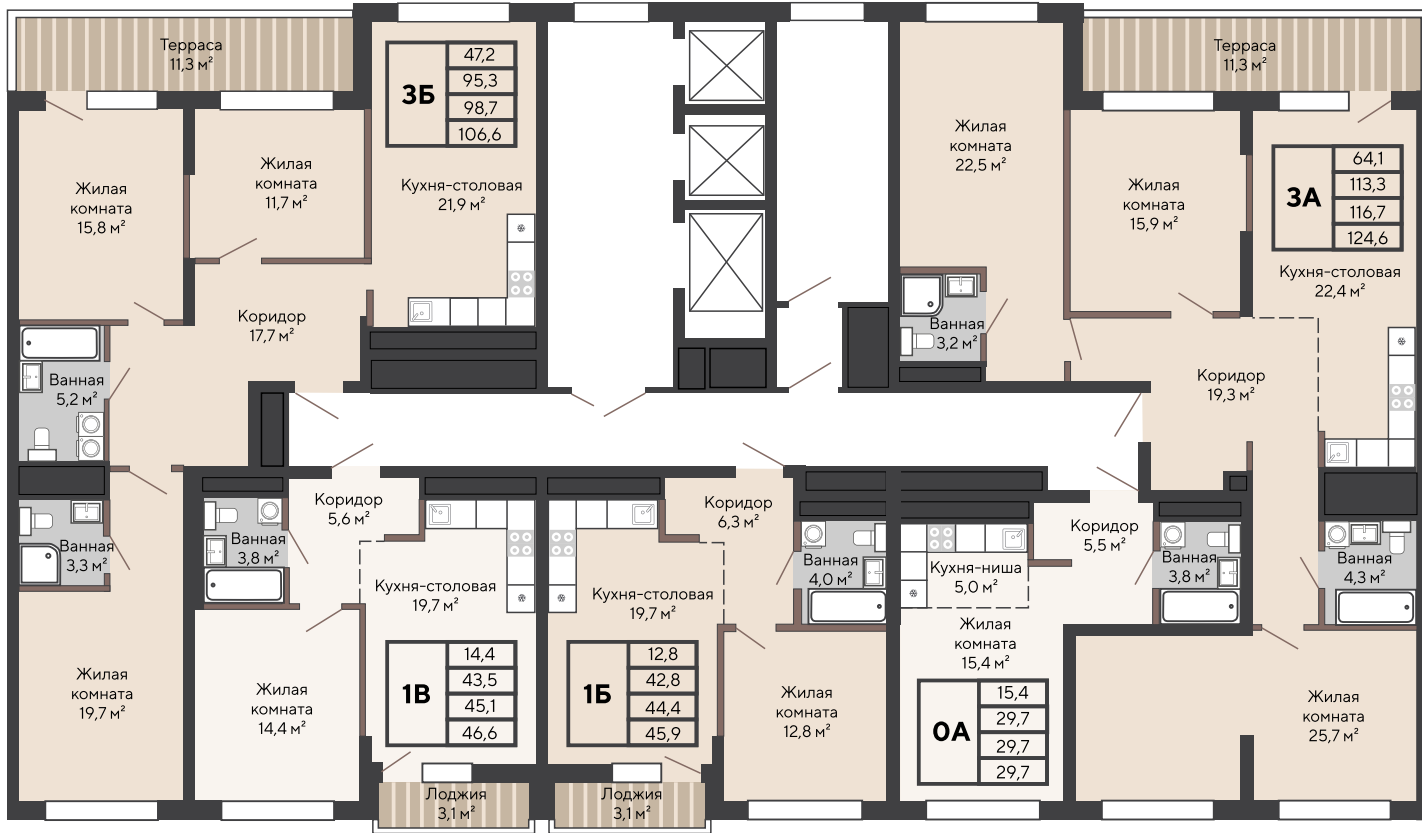 Терраса
11,3 м²
3Б
47,2
95,3
98,7
106,6
Жилая
комната
15,8 м²
Жилая
комната
11,7 м²
Кухня-столовая
21,9 м²
Коридор
17,7 м²
Ванная
5,2 м²
Ванная
3,3 м²
Жилая
комната
19,7 м²
Терраса
11,3 м²
Жилая
комната
22,5 м²
Жилая
комната
15,9 м²
3А
64,1
113,3
116,7
124,6
Кухня-столовая
22,4 м²
Ванная
3,2 м²
Коридор
19,3 м²
Ванная
4,3 м²
Жилая
комната
25,7 м²
Коридор
5,6 м²
Ванная
3,8 м²
Кухня-столовая
19,7 м²
Жилая
комната
14,4 м²
1В
14,4
43,5
45,1
46,6
Лоджия
3,1 м²
Коридор
6,3 м²
Ванная
4,0 м²
Кухня-столовая
19,7 м²
1Б
12,8
42,8
44,4
45,9
Жилая
комната
12,8 м²
Лоджия
3,1 м²
Коридор
5,5 м²
Ванная
3,8 м²
Кухня-ниша
5,0 м²
Жилая
комната
15,4 м²
0А
15,4
29,7
29,7
29,7